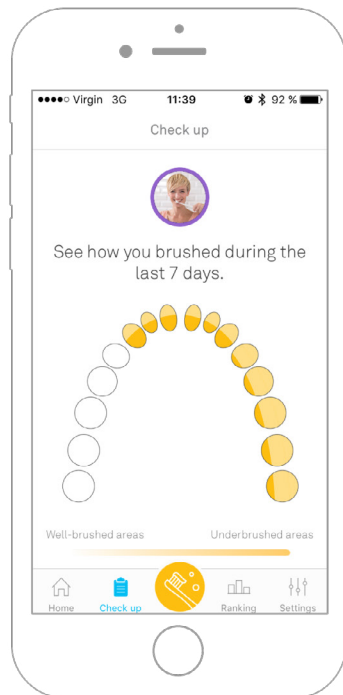 Virgin 3G 11:39 92 %
Check up
See how you brushed during the
last 7 days.
Well-brushed areas Underbrushed areas
Home Check up Ranking Settings